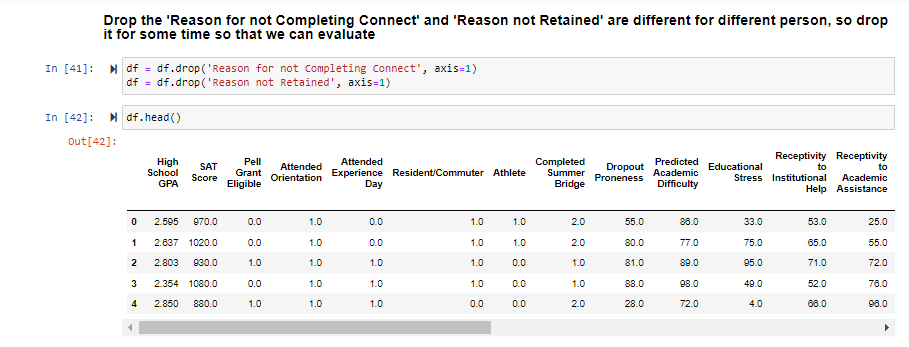 Drop the 'Reason for not Completing Connect' and 'Reason not Retained' are different for different person, so drop
it for some time so that we can evaluate
In [41]: df = df.drop('Reason for not Completing Connect', axis=1)
df = df.drop('Reason not Retained', axis=1)
In [42]: df.head()
Out[42]:
High School GPA SAT Score Pell Grant Eligible Attended Orientation Attended Experience Day Resident/Commuter Athlete Completed Summer Bridge Dropout Proneness Predicted Academic Difficulty Educational Stress Receptivity to Institutional Help Receptivity to Academic Assistance
0 2.595 970.0 0.0 1.0 0.0 1.0 1.0 2.0 55.0 86.0 33.0 53.0 25.0
1 2.637 1020.0 0.0 1.0 0.0 1.0 1.0 2.0 80.0 77.0 75.0 65.0 55.0
2 2.803 930.0 1.0 1.0 1.0 1.0 0.0 1.0 81.0 89.0 95.0 71.0 72.0
3 2.354 1080.0 0.0 1.0 1.0 1.0 0.0 1.0 88.0 98.0 49.0 52.0 76.0
4 2.850 880.0 1.0 1.0 1.0 0.0 0.0 2.0 28.0 72.0 4.0 66.0 96.0